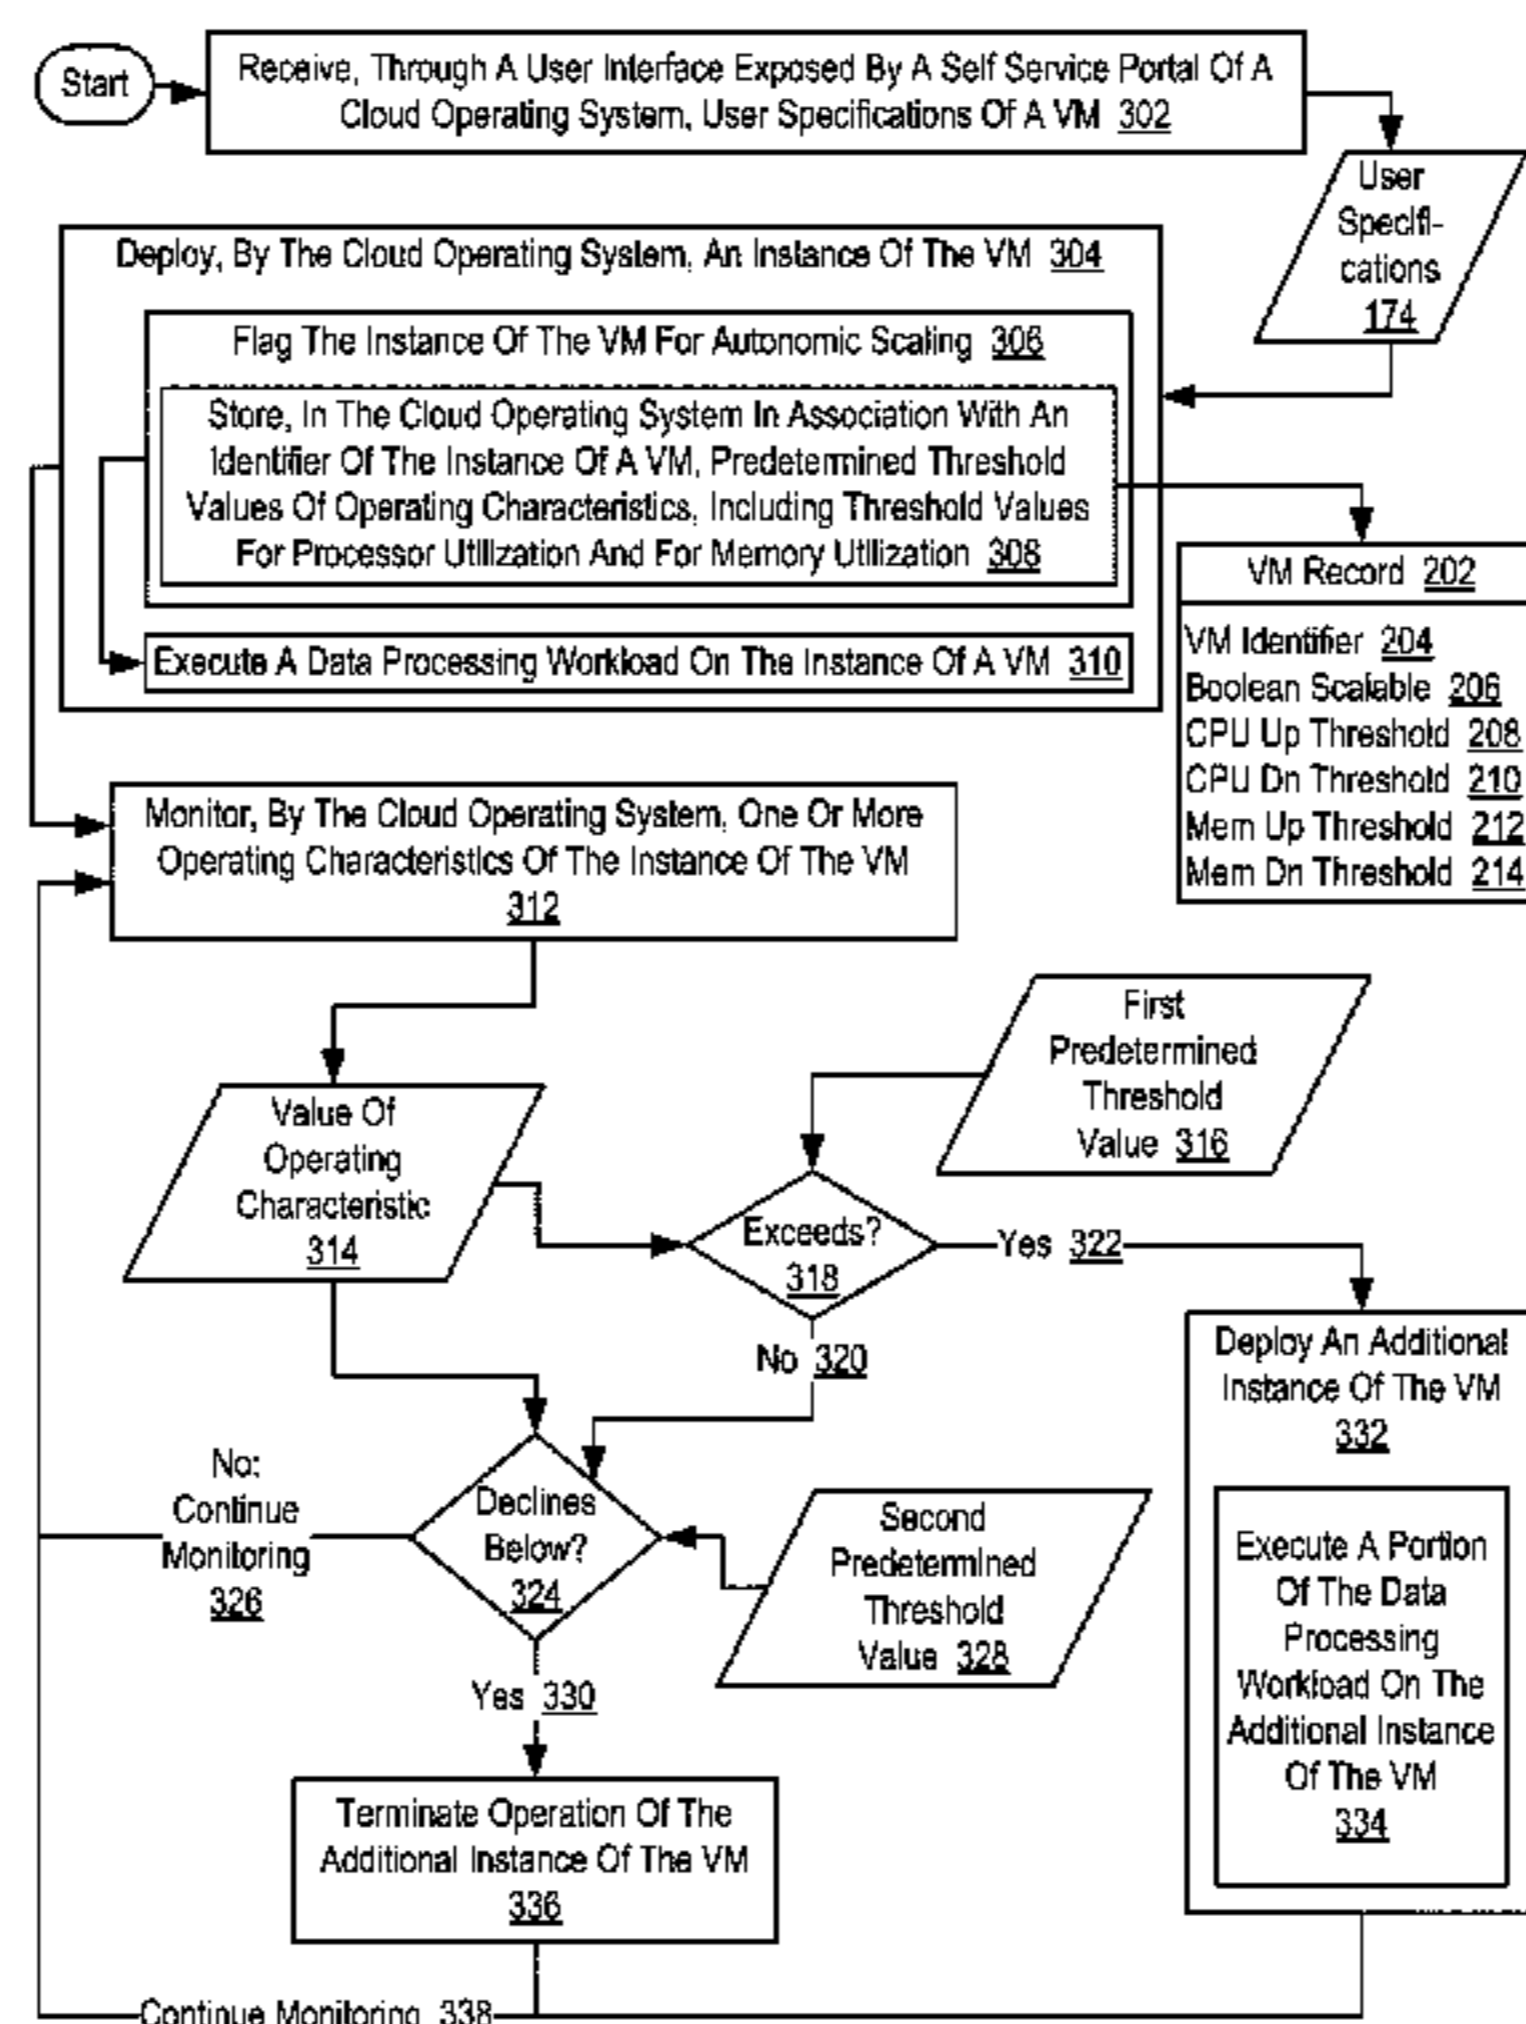 Start
Receive, Through A User Interface Exposed By A Self Service Portal Of A
Cloud Operating System, User Specifications Of A VM 302
User
Specifi-
cations
174
Deploy, By The Cloud Operating System, An Instance Of The VM 304
Flag The Instance Of The VM For Autonomic Scaling 306
Store, In The Cloud Operating System In Association With An
Identifier Of The Instance Of A VM, Predetermined Threshold
Values Of Operating Characteristics, Including Threshold Values
For Processor Utilization And For Memory Utilization 308
Execute A Data Processing Workload On The Instance Of A VM 310
VM Record 202
VM Identifier 204
Boolean Scalable 206
CPU Up Threshold 208
CPU Dn Threshold 210
Mem Up Threshold 212
Mem Dn Threshold 214
Monitor, By The Cloud Operating System, One Or More
Operating Characteristics Of The Instance Of The VM
312
First
Predetermined
Threshold
Value 316
Value Of
Operating
Characteristic
314
Exceeds?
318
Yes 322
No 320
Deploy An Additional
Instance Of The VM
332
Execute A Portion
Of The Data
Processing
Workload On The
Additional Instance
Of The VM
334
No:
Continue
Monitoring
326
Declines
Below?
324
Second
Predetermined
Threshold
Value 328
Yes 330
Terminate Operation Of The
Additional Instance Of The VM
336
Continue Monitoring 338